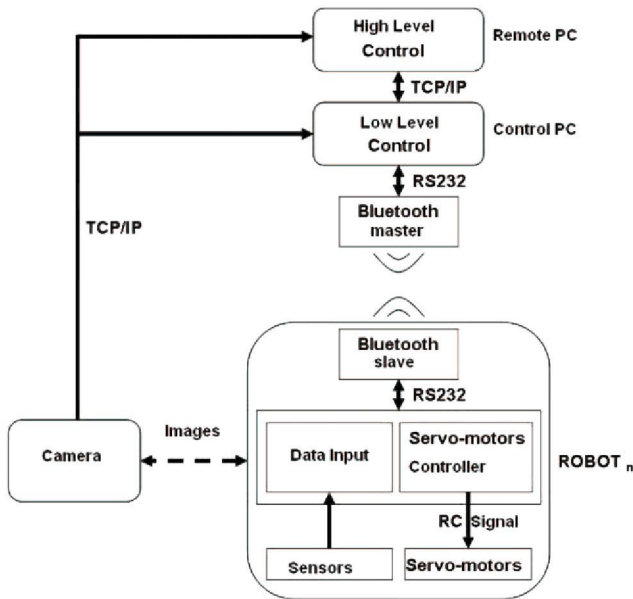 High Level
Control
Remote PC
TCP/IP
Low Level
Control
Control PC
RS232
Bluetooth
master
TCP/IP
Bluetooth
slave
RS232
Images
Camera
Data Input
Servo-motors
Controller
ROBOT n
RC Signal
Sensors
Servo-motors